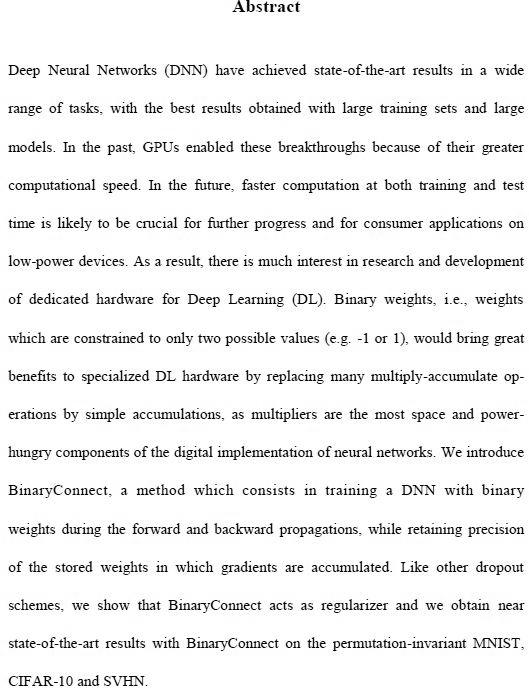 Abstract
Deep Neural Networks (DNN) have achieved state-of-the-art results in a wide
range of tasks, with the best results obtained with large training sets and large
models. In the past, GPUs enabled these breakthroughs because of their greater
computational speed. In the future, faster computation at both training and test
time is likely to be crucial for further progress and for consumer applications on
low-power devices. As a result, there is much interest in research and development
of dedicated hardware for Deep Learning (DL). Binary weights, i.e., weights
which are constrained to only two possible values (e.g. -1 or 1), would bring great
benefits to specialized DL hardware by replacing many multiply-accumulate op-
erations by simple accumulations, as multipliers are the most space and power-
hungry components of the digital implementation of neural networks. We introduce
BinaryConnect, a method which consists in training a DNN with binary
weights during the forward and backward propagations, while retaining precision
of the stored weights in which gradients are accumulated. Like other dropout
schemes, we show that BinaryConnect acts as regularizer and we obtain near
state-of-the-art results with BinaryConnect on the permutation-invariant MNIST,
CIFAR-10 and SVHN.